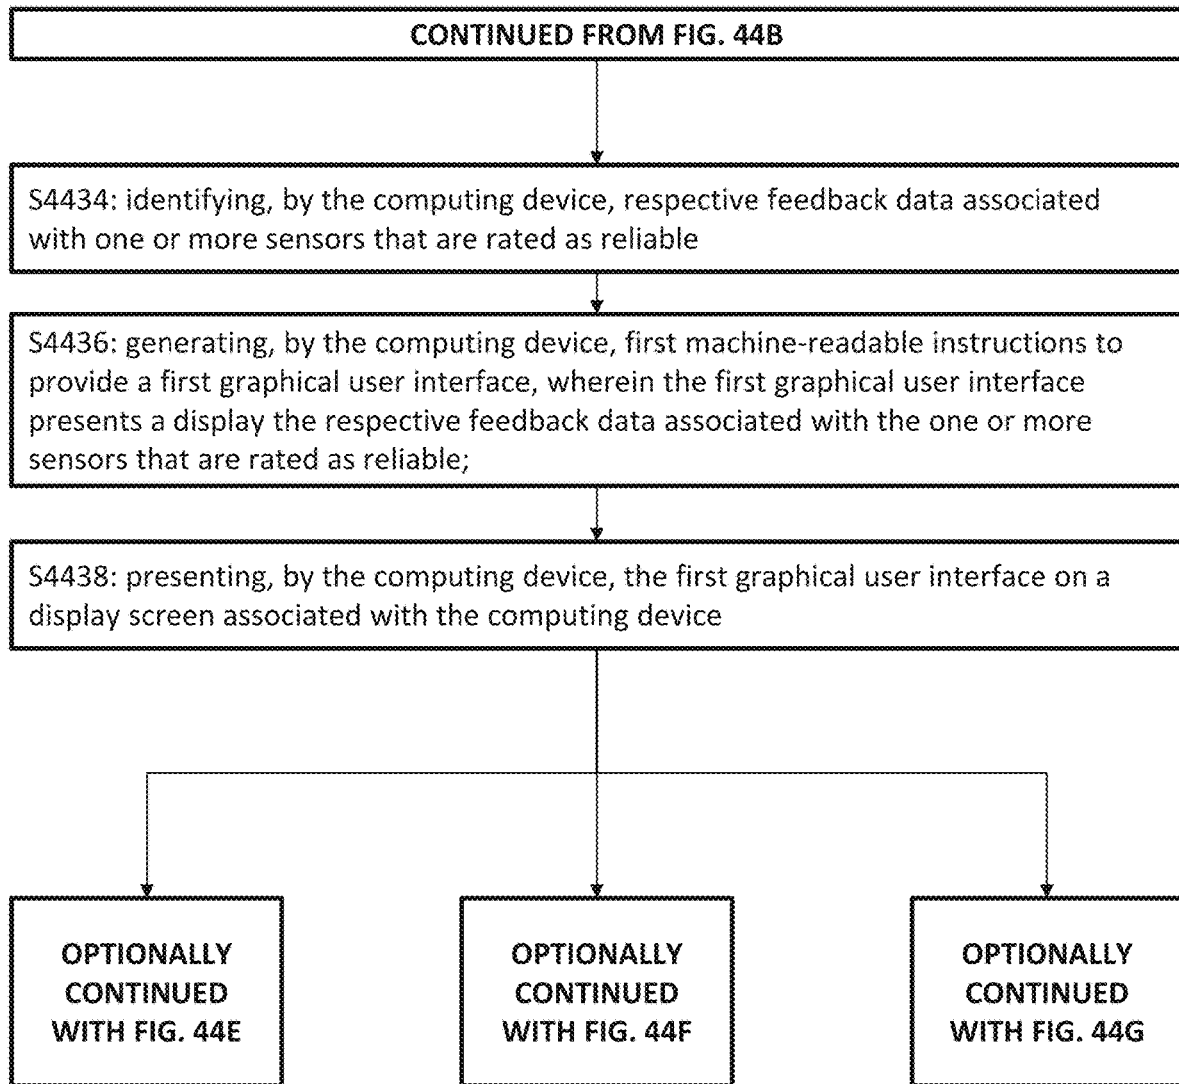 CONTINUED FROM FIG. 44B
S4434: identifying, by the computing device, respective feedback data associated
with one or more sensors that are rated as reliable
S4436: generating, by the computing device, first machine-readable instructions to
provide a first graphical user interface, wherein the first graphical user interface
presents a display the respective feedback data associated with the one or more
sensors that are rated as reliable;
S4438: presenting, by the computing device, the first graphical user interface on a
display screen associated with the computing device
OPTIONALLY
CONTINUED
WITH FIG. 44E
OPTIONALLY
CONTINUED
WITH FIG. 44F
OPTIONALLY
CONTINUED
WITH FIG. 44G